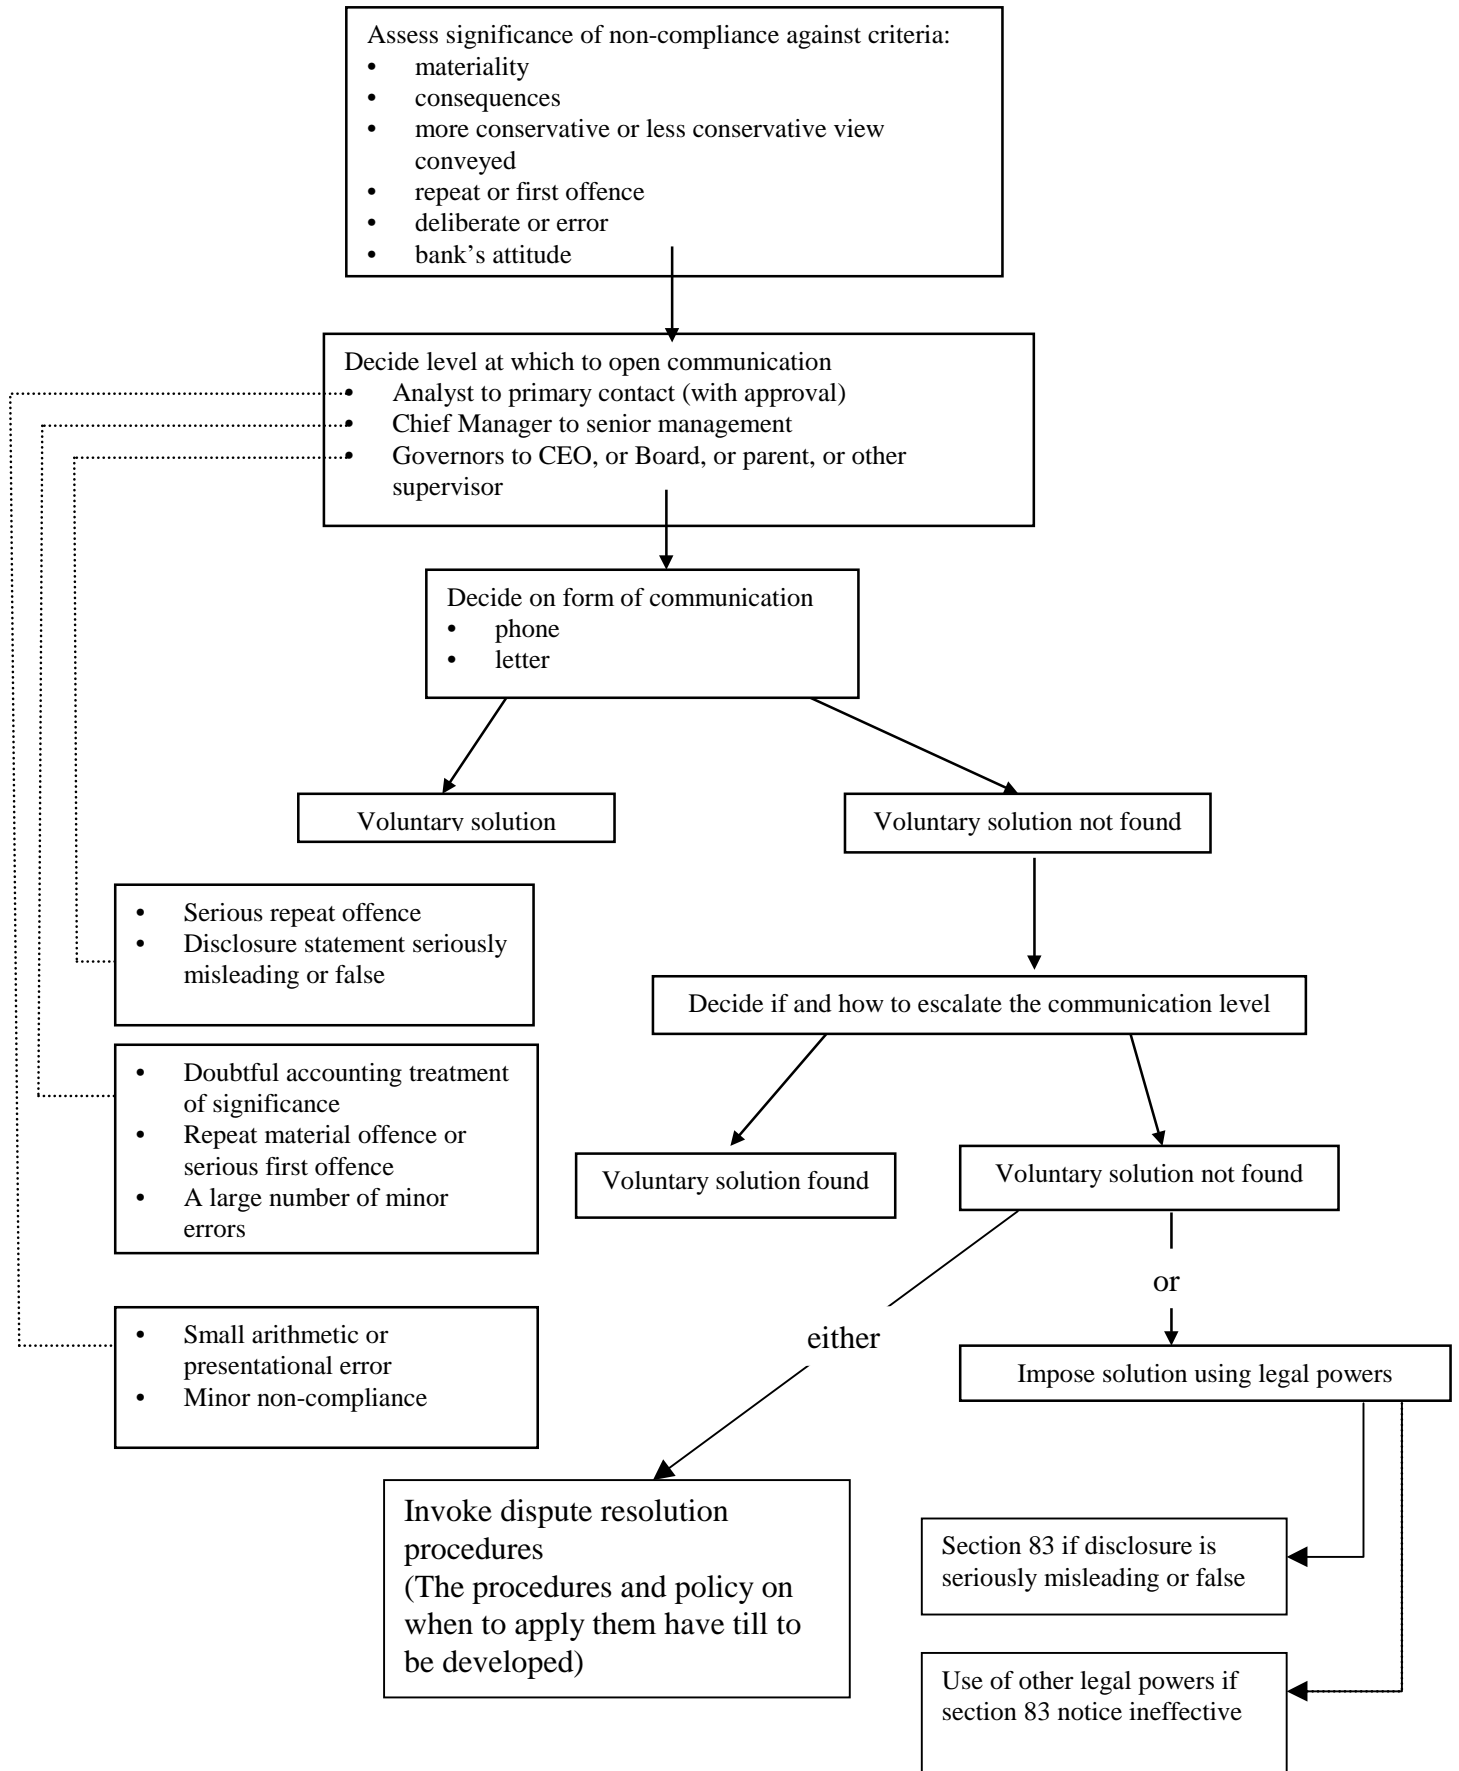 Assess significance of non-compliance against criteria:
• materiality
• consequences
• more conservative or less conservative view
conveyed
• repeat or first offence
• deliberate or error
• bank’s attitude
Decide level at which to open communication
• Analyst to primary contact (with approval)
• Chief Manager to senior management
• Governors to CEO, or Board, or parent, or other
supervisor
Decide on form of communication
• phone
• letter
Voluntary solution
Voluntary solution not found
• Serious repeat offence
• Disclosure statement seriously
misleading or false
Decide if and how to escalate the communication level
• Doubtful accounting treatment
of significance
• Repeat material offence or
serious first offence
• A large number of minor
errors
Voluntary solution found
Voluntary solution not found
or
either
• Small arithmetic or
presentational error
• Minor non-compliance
Impose solution using legal powers
Invoke dispute resolution
procedures
(The procedures and policy on
when to apply them have till to
be developed)
Section 83 if disclosure is
seriously misleading or false
Use of other legal powers if
section 83 notice ineffective